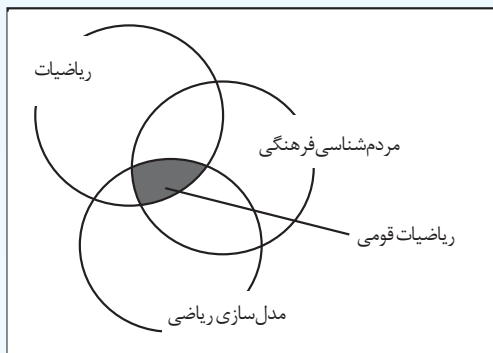 ریاضیات
مردم‌شناسی‌فرهنگی
ریاضیات قومی
مدل‌سازی ریاضی